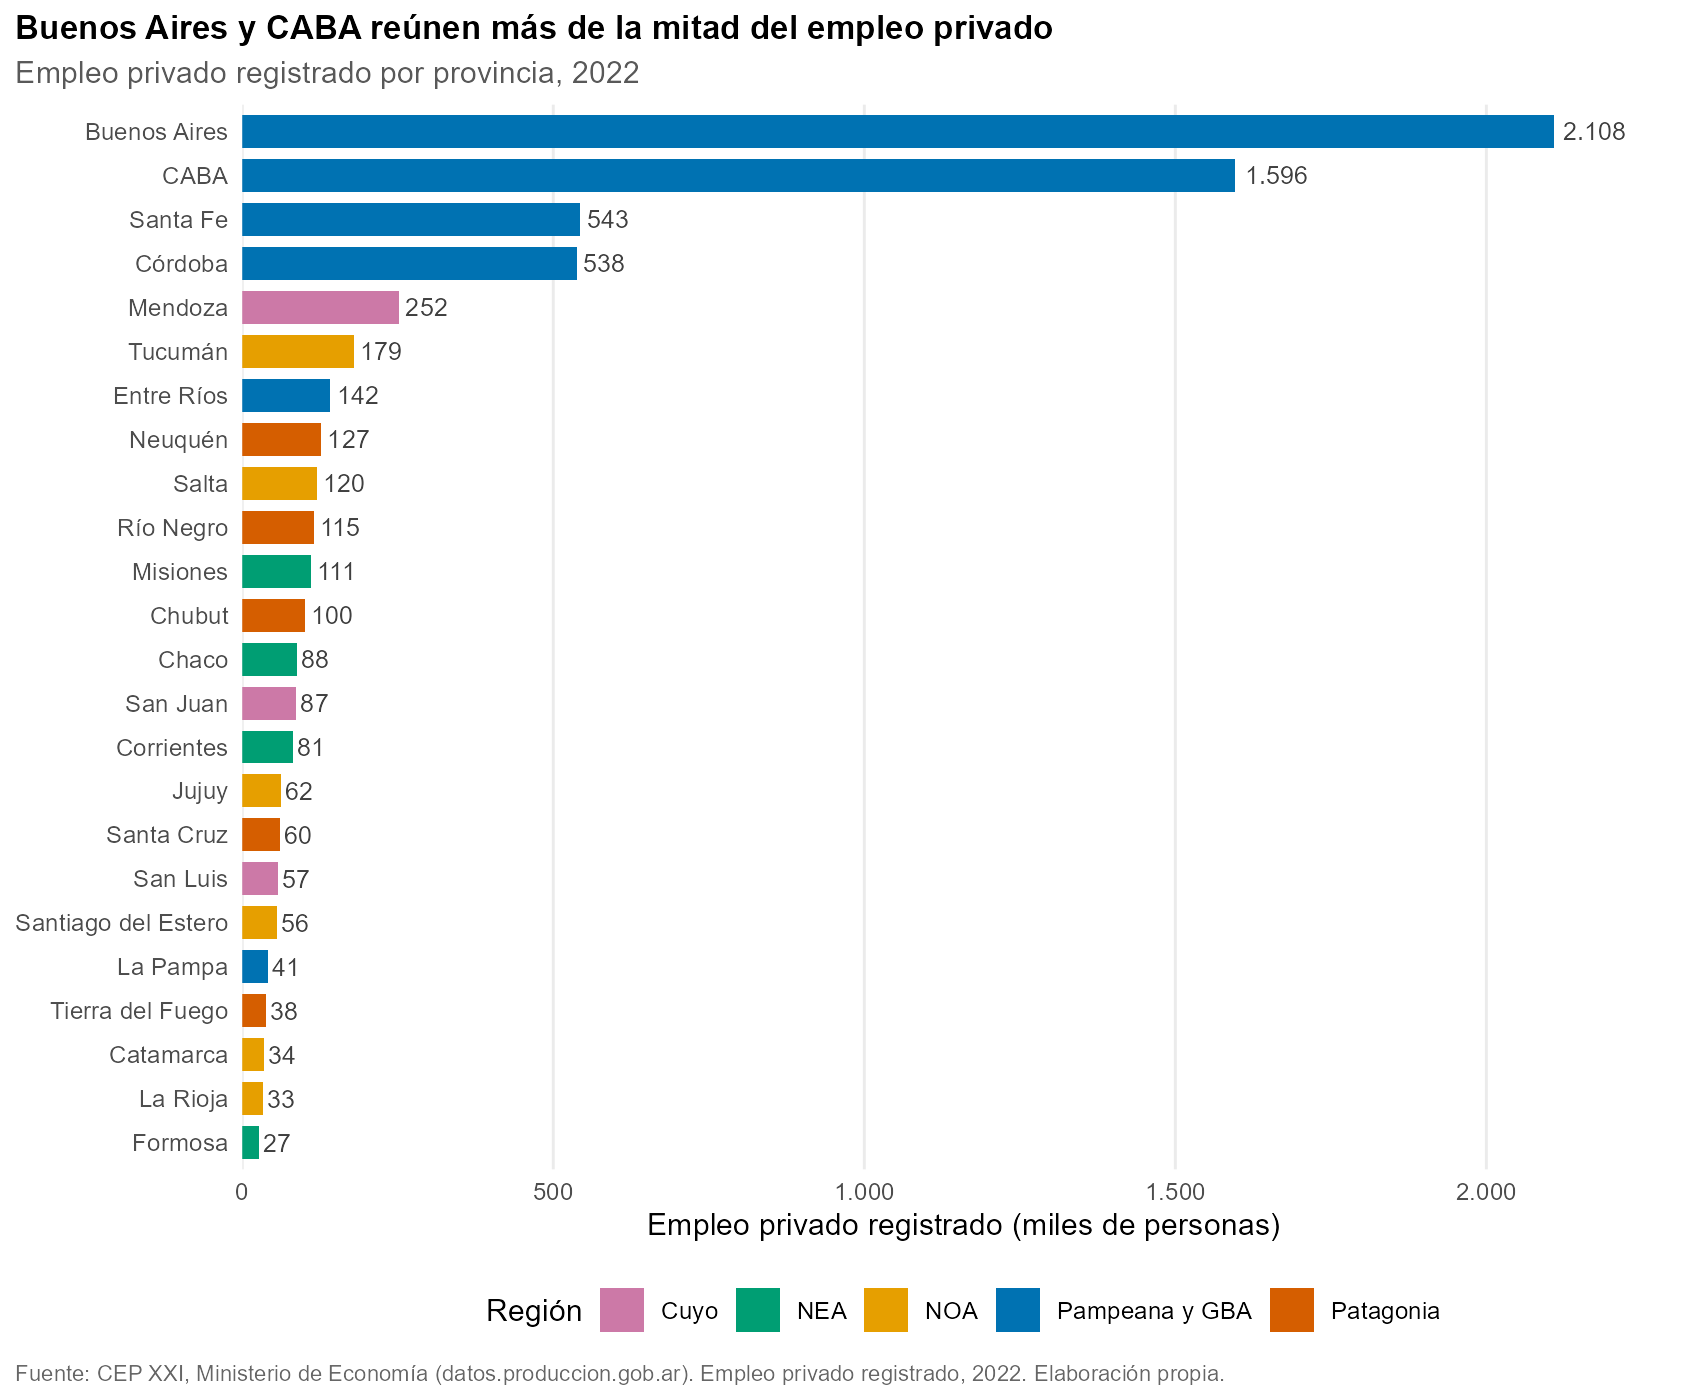 Buenos Aires y CABA reúnen más de la mitad del empleo privado
Empleo privado registrado por provincia, 2022
Buenos Aires 2.108
CABA 1.596
Santa Fe 543
Córdoba 538
Mendoza 252
Tucumán 179
Entre Ríos 142
Neuquén 127
Salta 120
Río Negro 115
Misiones 111
Chubut 100
Chaco 88
San Juan 87
Corrientes 81
Jujuy 62
Santa Cruz 60
San Luis 57
Santiago del Estero 56
La Pampa 41
Tierra del Fuego 38
Catamarca 34
La Rioja 33
Formosa 27
0 500 1.000 1.500 2.000
Empleo privado registrado (miles de personas)
Región Cuyo NEA NOA Pampeana y GBA Patagonia
Fuente: CEP XXI, Ministerio de Economía (datos.produccion.gob.ar). Empleo privado registrado, 2022. Elaboración propia.